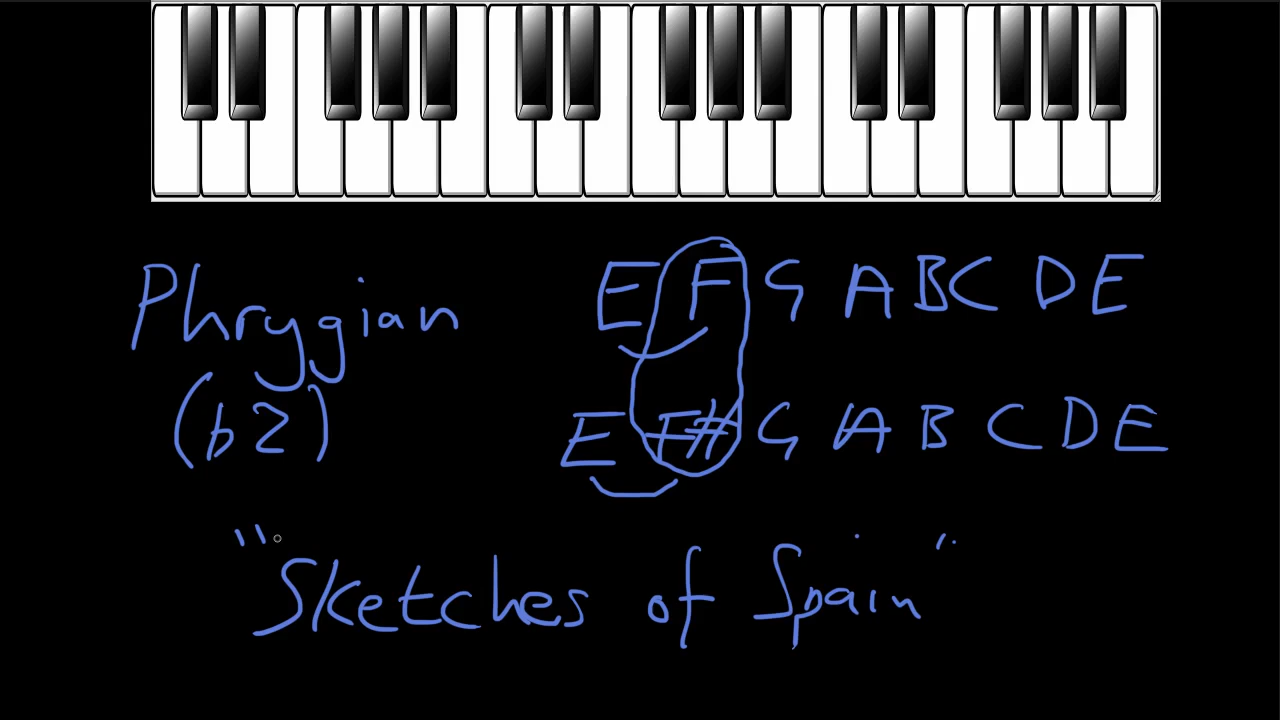 Phrygian
(b2)
E F G A B C D E
E F# G A B C D E
"Sketches of Spain"